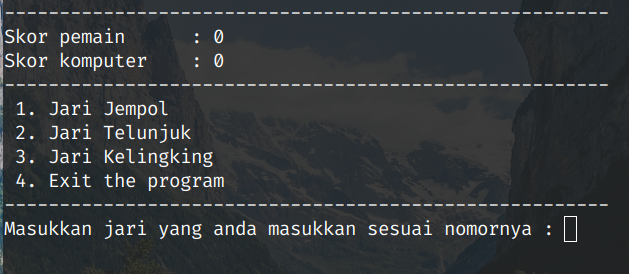 -----------------------------------------------------
Skor pemain      : 0
Skor komputer    : 0
-----------------------------------------------------
 1. Jari Jempol
 2. Jari Telunjuk
 3. Jari Kelingking
 4. Exit the program
-----------------------------------------------------
Masukkan jari yang anda masukkan sesuai nomornya :